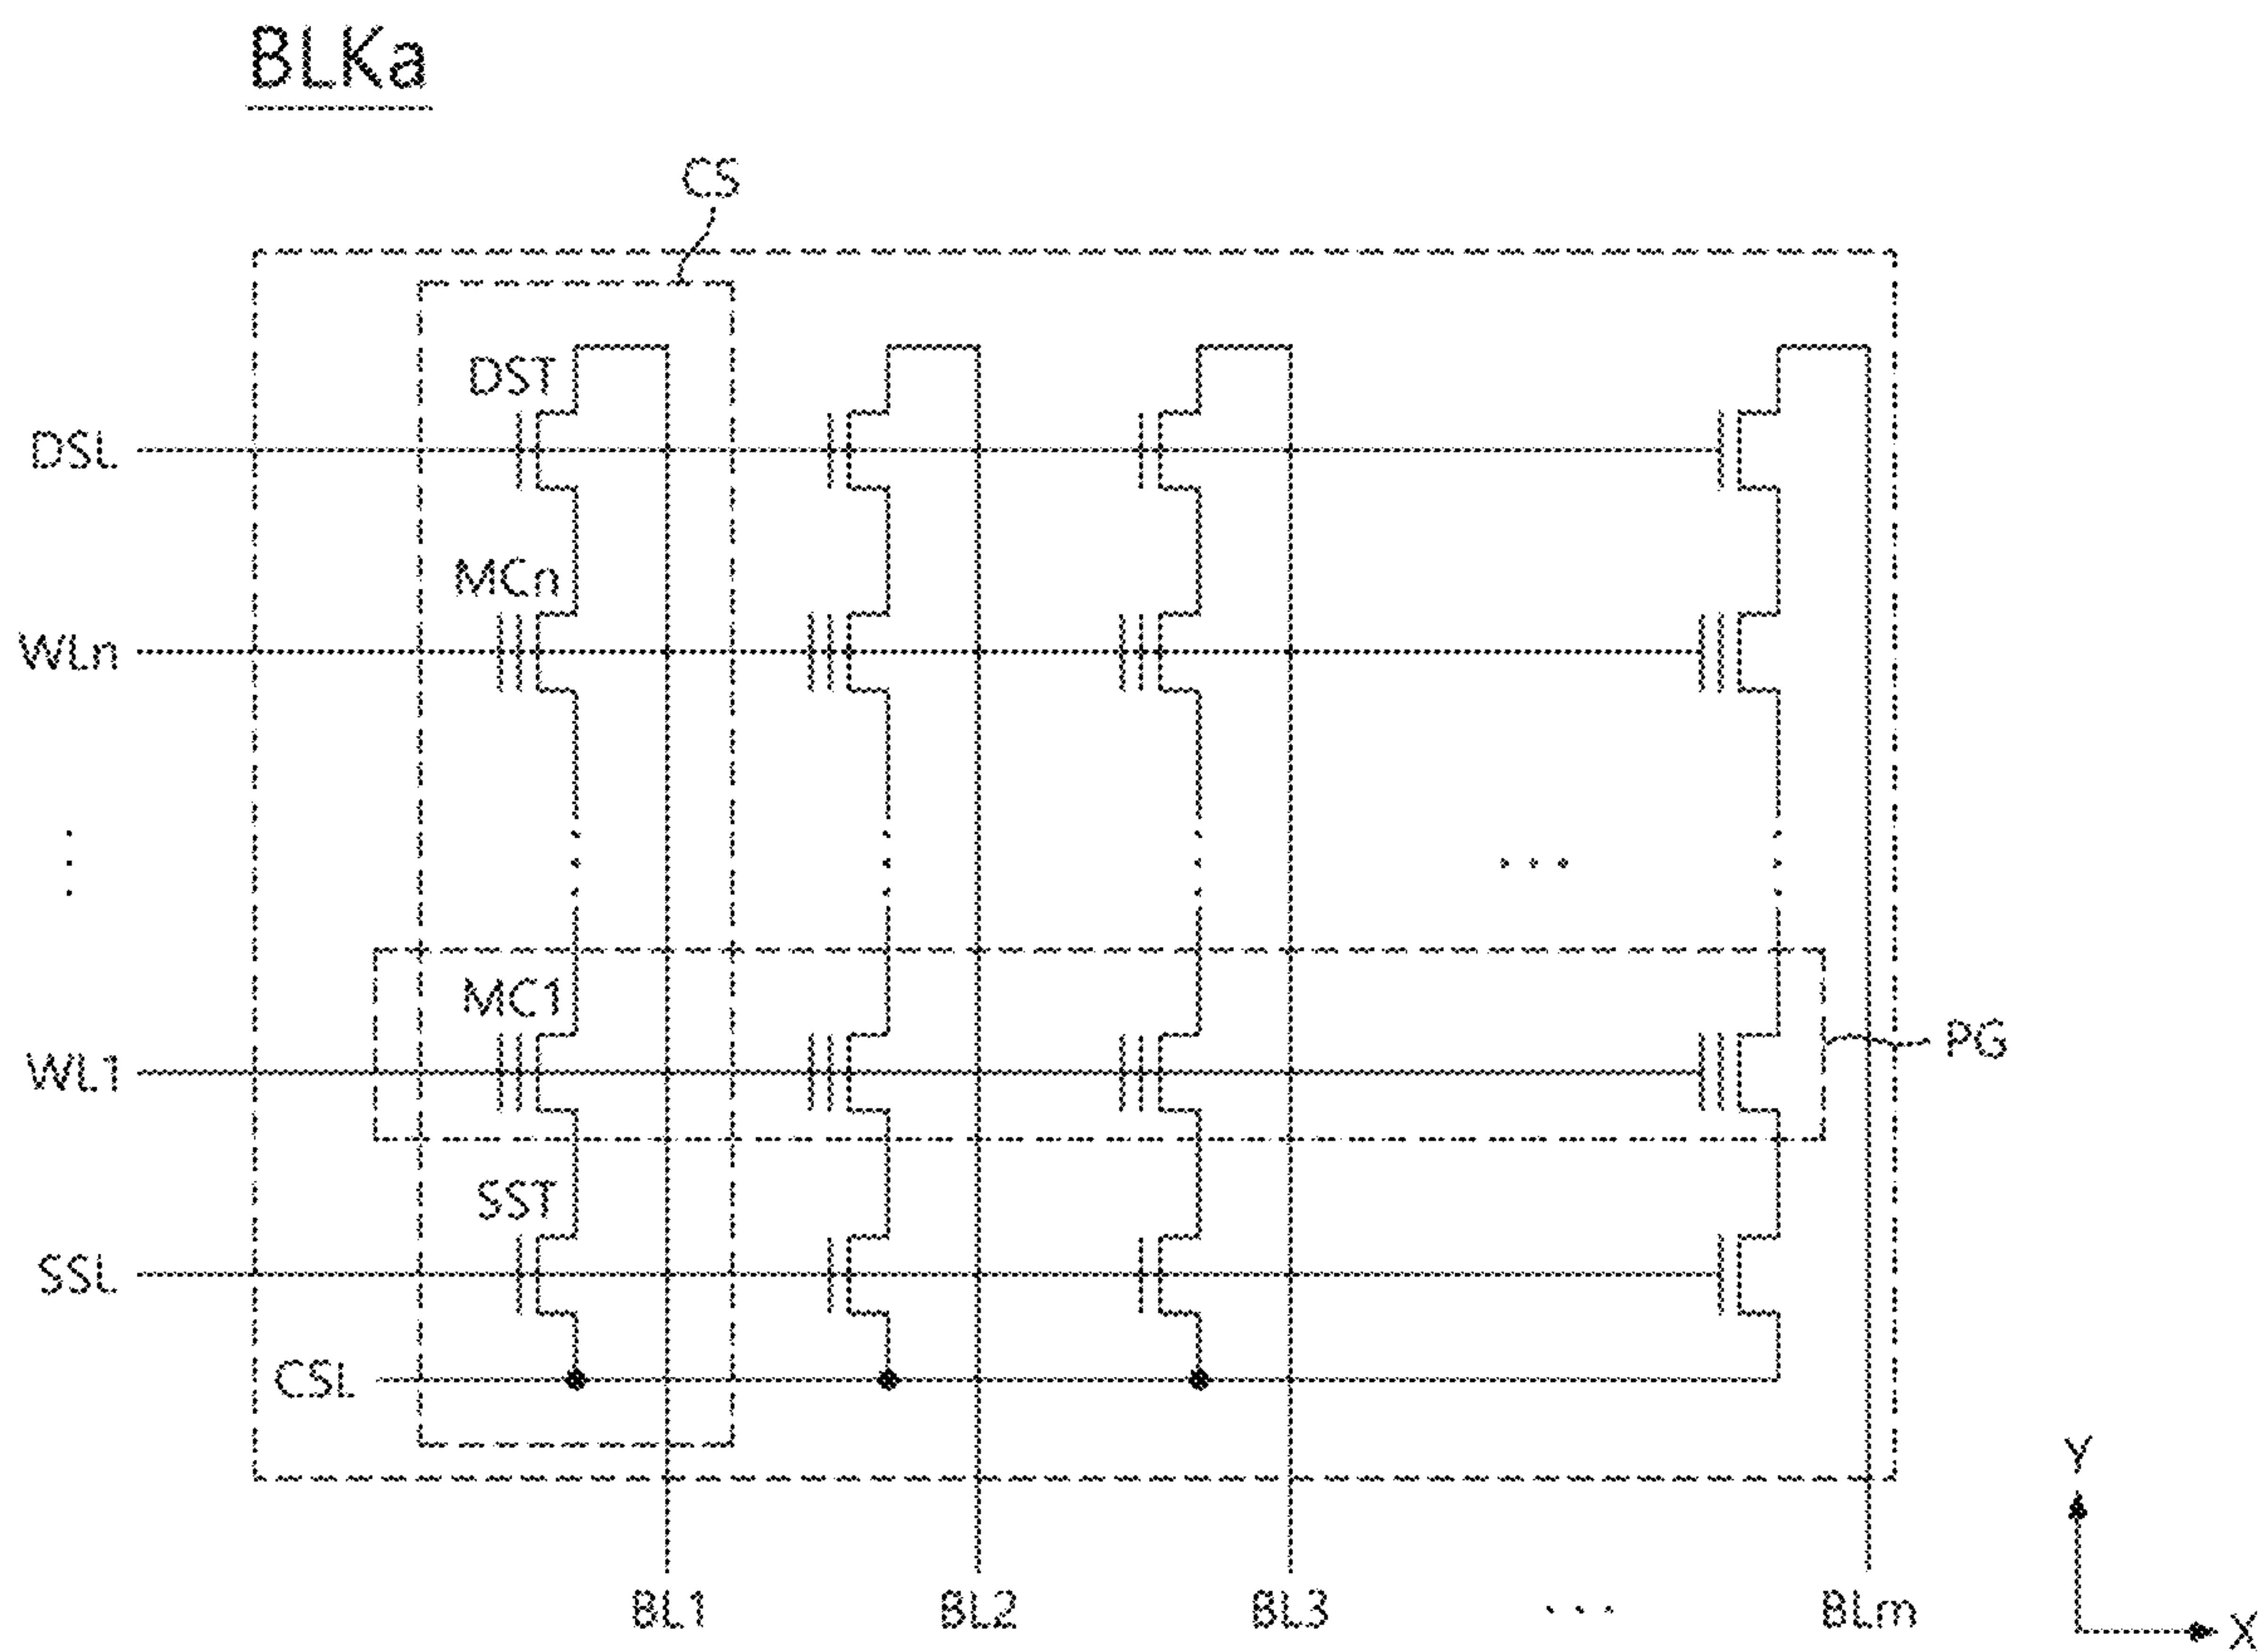 BLKa
CS
DST
DSL
MCn
WLn
⋮
...
MC1
WL1
PG
SST
SSL
CSL
Y
BL1 BL2 BL3 ... BLm
X